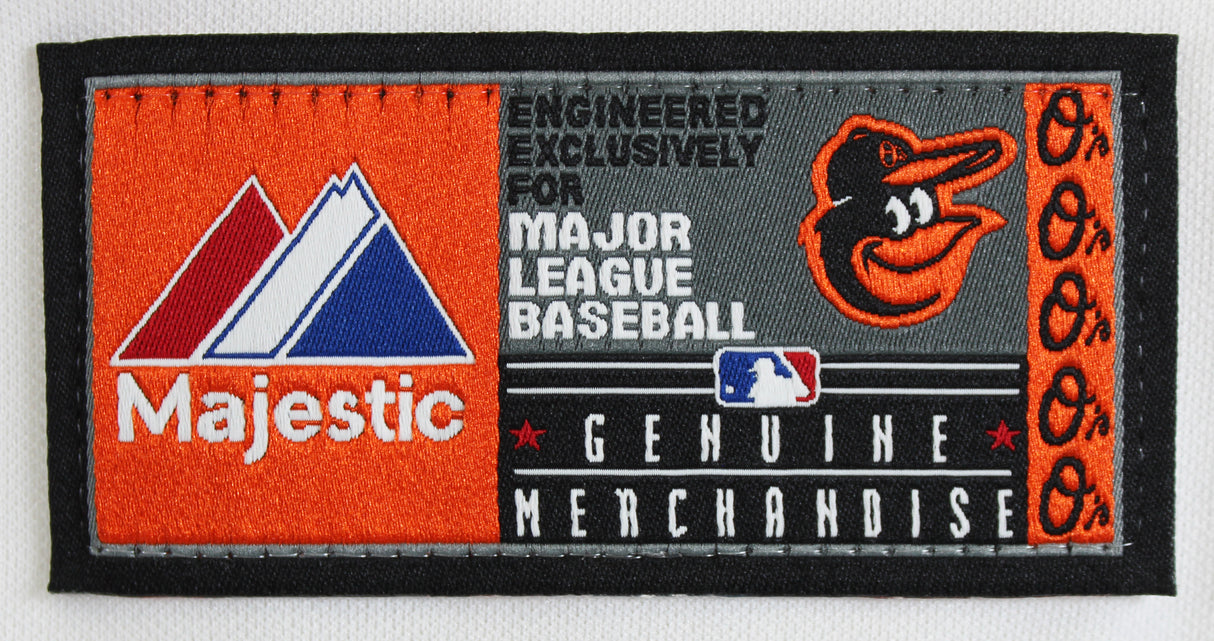 Majestic
ENGINEERED
EXCLUSIVELY
FOR
MAJOR
LEAGUE
BASEBALL
GENUINE
MERCHANDISE
O's
O's
O's
O's
O's